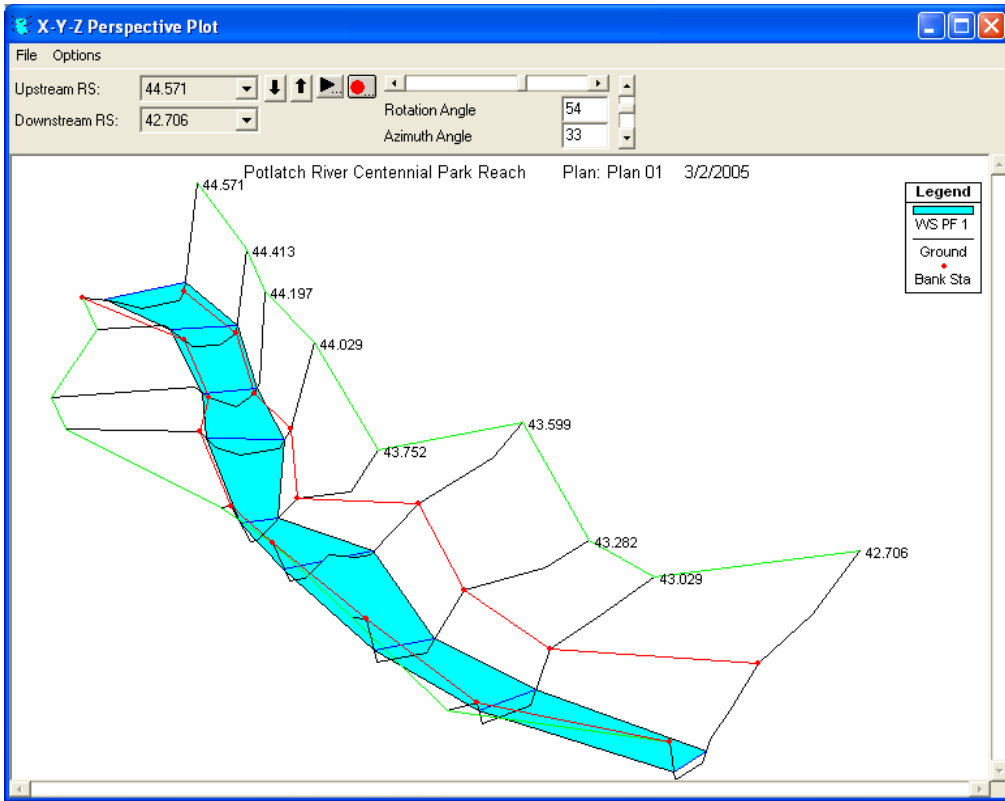 X-Y-Z Perspective Plot
File Options
Upstream RS: 44.571
Downstream RS: 42.706
Rotation Angle 54
Azimuth Angle 33
Potlatch River Centennial Park Reach Plan: Plan 01 3/2/2005
Legend
WS PF 1
Ground
Bank Sta
44.571
44.413
44.197
44.029
43.752
43.599
43.282
43.029
42.706